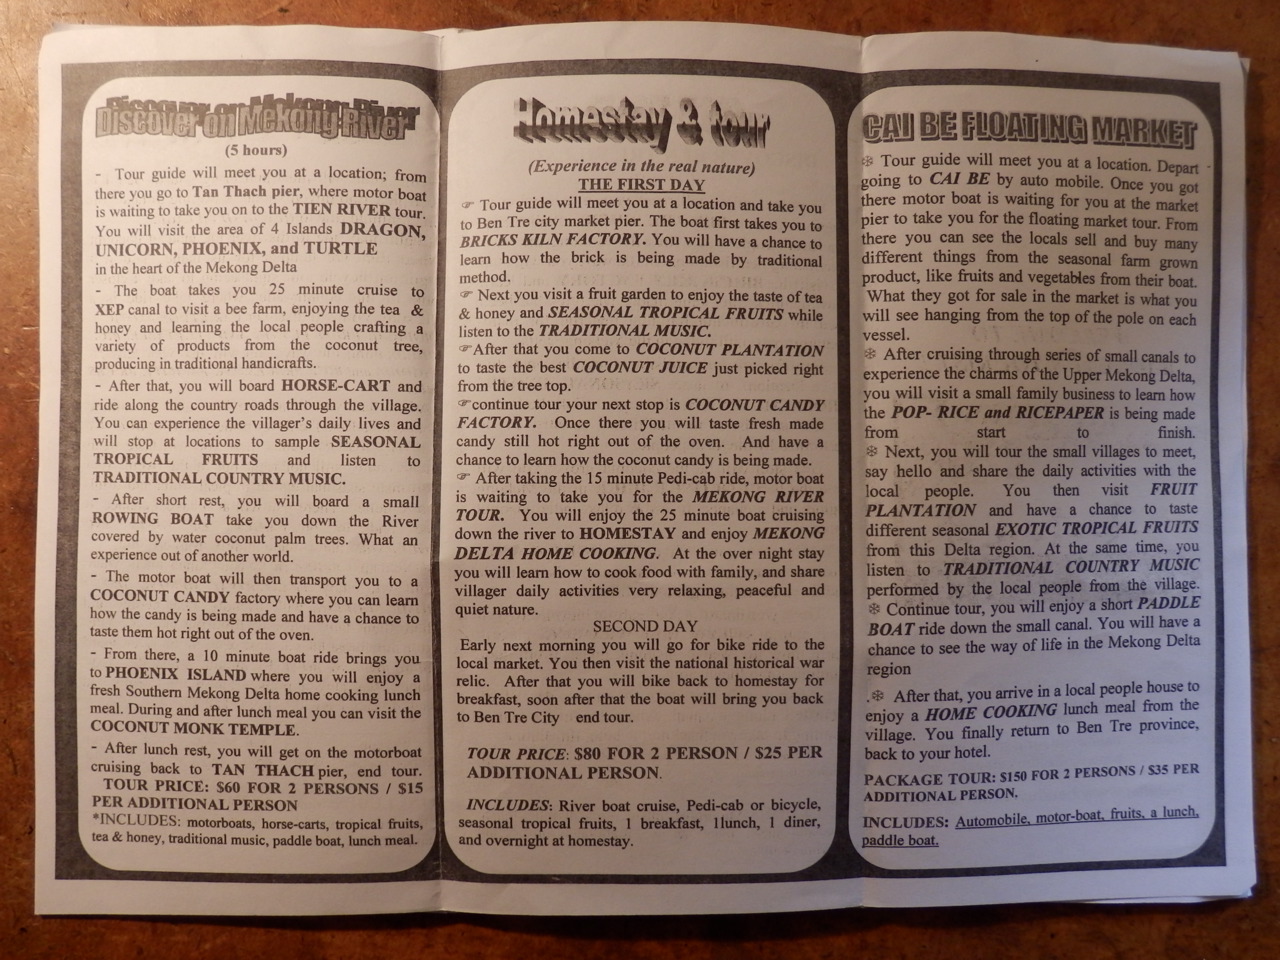 Discover on Mekong River
(5 hours)
- Tour guide will meet you at a location; from
there you go to Tan Thach pier, where motor boat
is waiting to take you on to the TIEN RIVER tour.
You will visit the area of 4 Islands DRAGON,
UNICORN, PHOENIX, and TURTLE
in the heart of the Mekong Delta
- The boat takes you 25 minute cruise to
XEP canal to visit a bee farm, enjoying the tea &
honey and learning the local people crafting a
variety of products from the coconut tree,
producing in traditional handicrafts.
- After that, you will board HORSE-CART and
ride along the country roads through the village.
You can experience the villager's daily lives and
will stop at locations to sample SEASONAL
TROPICAL FRUITS and listen to
TRADITIONAL COUNTRY MUSIC.
- After short rest, you will board a small
ROWING BOAT take you down the River
covered by water coconut palm trees. What an
experience out of another world.
- The motor boat will then transport you to a
COCONUT CANDY factory where you can learn
how the candy is being made and have a chance to
taste them hot right out of the oven.
- From there, a 10 minute boat ride brings you
to PHOENIX ISLAND where you will enjoy a
fresh Southern Mekong Delta home cooking lunch
meal. During and after lunch meal you can visit the
COCONUT MONK TEMPLE.
- After lunch rest, you will get on the motorboat
cruising back to TAN THACH pier, end tour.
TOUR PRICE: $60 FOR 2 PERSONS / $15
PER ADDITIONAL PERSON
*INCLUDES: motorboats, horse-carts, tropical fruits,
tea & honey, traditional music, paddle boat, lunch meal.
Homestay & tour
(Experience in the real nature)
THE FIRST DAY
☞ Tour guide will meet you at a location and take you
to Ben Tre city market pier. The boat first takes you to
BRICKS KILN FACTORY. You will have a chance to
learn how the brick is being made by traditional
method.
☞ Next you visit a fruit garden to enjoy the taste of tea
& honey and SEASONAL TROPICAL FRUITS while
listen to the TRADITIONAL MUSIC.
☞After that you come to COCONUT PLANTATION
to taste the best COCONUT JUICE just picked right
from the tree top.
☞continue tour your next stop is COCONUT CANDY
FACTORY. Once there you will taste fresh made
candy still hot right out of the oven. And have a
chance to learn how the coconut candy is being made.
☞ After taking the 15 minute Pedi-cab ride, motor boat
is waiting to take you for the MEKONG RIVER
TOUR. You will enjoy the 25 minute boat cruising
down the river to HOMESTAY and enjoy MEKONG
DELTA HOME COOKING. At the over night stay
you will learn how to cook food with family, and share
villager daily activities very relaxing, peaceful and
quiet nature.
SECOND DAY
Early next morning you will go for bike ride to the
local market. You then visit the national historical war
relic. After that you will bike back to homestay for
breakfast, soon after that the boat will bring you back
to Ben Tre City end tour.
TOUR PRICE: $80 FOR 2 PERSON / $25 PER
ADDITIONAL PERSON.
INCLUDES: River boat cruise, Pedi-cab or bicycle,
seasonal tropical fruits, 1 breakfast, 1lunch, 1 diner,
and overnight at homestay.
CAI BE FLOATING MARKET
❄ Tour guide will meet you at a location. Depart
going to CAI BE by auto mobile. Once you got
there motor boat is waiting for you at the market
pier to take you for the floating market tour. From
there you can see the locals sell and buy many
different things from the seasonal farm grown
product, like fruits and vegetables from their boat.
What they got for sale in the market is what you
will see hanging from the top of the pole on each
vessel.
❄ After cruising through series of small canals to
experience the charms of the Upper Mekong Delta,
you will visit a small family business to learn how
the POP- RICE and RICEPAPER is being made
from start to finish.
❄ Next, you will tour the small villages to meet,
say hello and share the daily activities with the
local people. You then visit FRUIT
PLANTATION and have a chance to taste
different seasonal EXOTIC TROPICAL FRUITS
from this Delta region. At the same time, you
listen to TRADITIONAL COUNTRY MUSIC
performed by the local people from the village.
❄ Continue tour, you will enjoy a short PADDLE
BOAT ride down the small canal. You will have a
chance to see the way of life in the Mekong Delta
region
.❄ After that, you arrive in a local people house to
enjoy a HOME COOKING lunch meal from the
village. You finally return to Ben Tre province,
back to your hotel.
PACKAGE TOUR: $150 FOR 2 PERSONS / $35 PER
ADDITIONAL PERSON.
INCLUDES: Automobile, motor-boat, fruits, a lunch,
paddle boat.